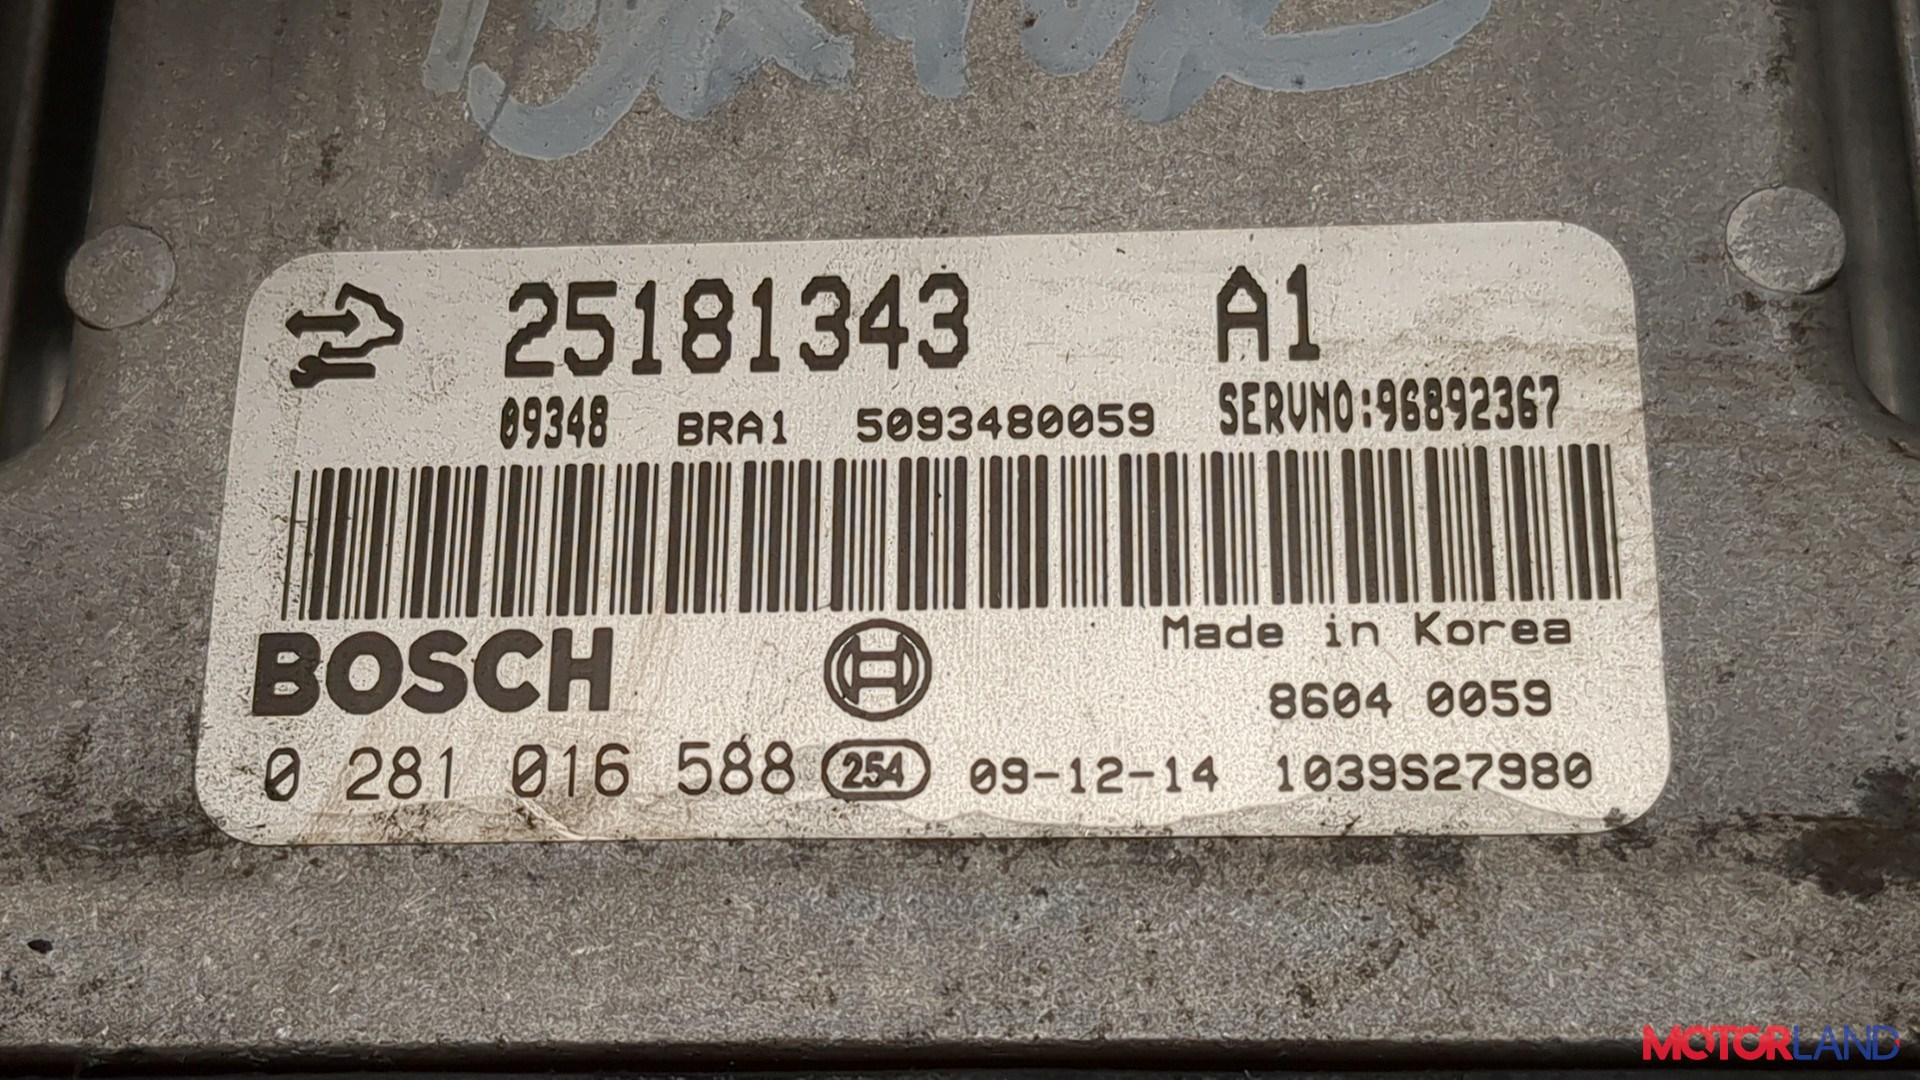 25181343 A1
09348 BRA1 5093480059 SERVNO:96892367
BOSCH
Made in Korea
8604 0059
0 281 016 588 254 09-12-14 1039S27980
MOTORLAND